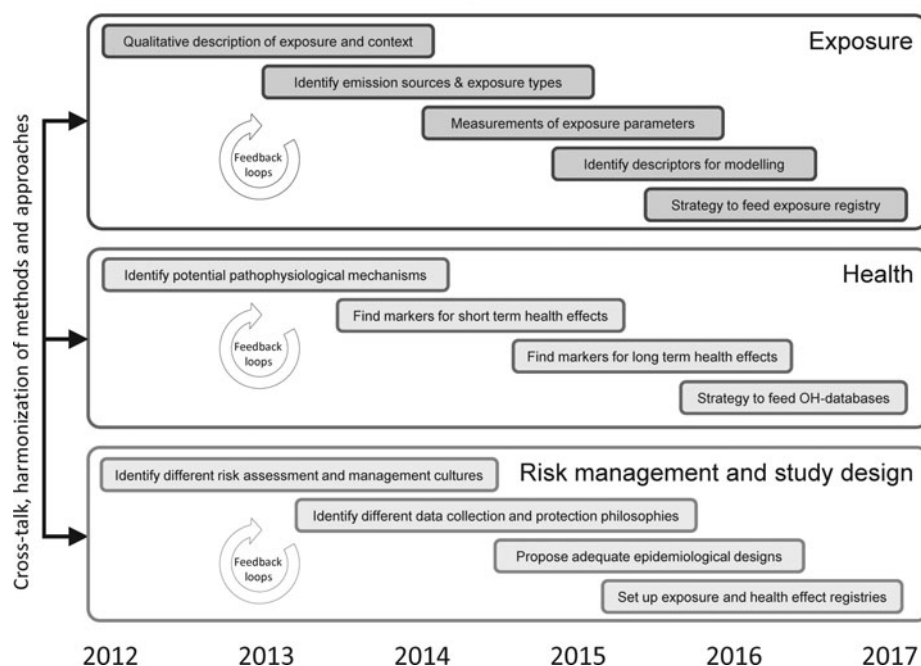 Cross-talk, harmonization of methods and approaches
Exposure
Qualitative description of exposure and context
Identify emission sources & exposure types
Measurements of exposure parameters
Identify descriptors for modelling
Strategy to feed exposure registry
Feedback
loops
Health
Identify potential pathophysiological mechanisms
Find markers for short term health effects
Find markers for long term health effects
Strategy to feed OH-databases
Feedback
loops
Risk management and study design
Identify different risk assessment and management cultures
Identify different data collection and protection philosophies
Propose adequate epidemiological designs
Set up exposure and health effect registries
Feedback
loops
2012 2013 2014 2015 2016 2017